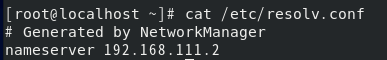 [root@localhost ~]# cat /etc/resolv.conf
# Generated by NetworkManager
nameserver 192.168.111.2